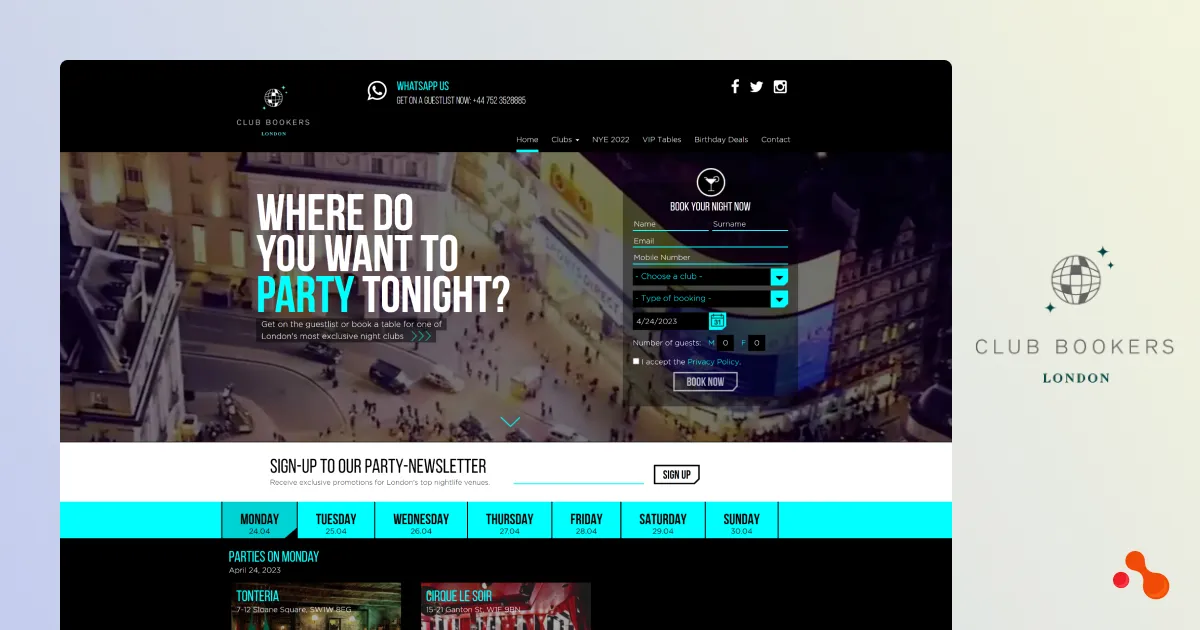 WHATSAPP US
GET ON A GUESTLIST NOW: +44 752 3528885
CLUB BOOKERS
LONDON
Home Clubs NYE 2022 VIP Tables Birthday Deals Contact
WHERE DO
YOU WANT TO
PARTY TONIGHT?
Get on the guestlist or book a table for one of
London's most exclusive night clubs >>>
BOOK YOUR NIGHT NOW
Name Surname
Email
Mobile Number
- Choose a club -
- Type of booking -
4/24/2023 31
Number of guests: M 0 F 0
I accept the Privacy Policy.
BOOK NOW
SPORTS DIRECT
SIGN-UP TO OUR PARTY-NEWSLETTER
Receive exclusive promotions for London's top nightlife venues.
SIGN UP
MONDAY
24.04
TUESDAY
25.04
WEDNESDAY
26.04
THURSDAY
27.04
FRIDAY
28.04
SATURDAY
29.04
SUNDAY
30.04
PARTIES ON MONDAY
April 24, 2023
TONTERIA
7-12 Sloane Square, SW1W 8EG
CIRQUE LE SOIR
15-21 Ganton St, W1F 9BN
CLUB BOOKERS
LONDON